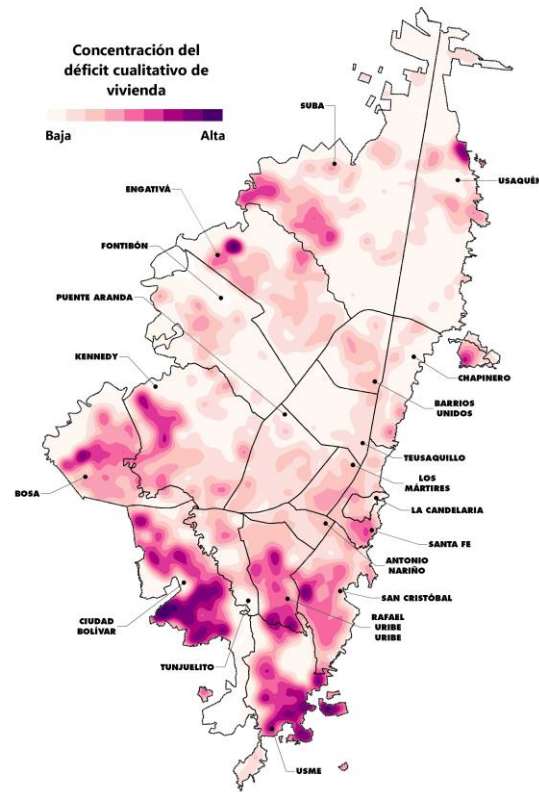 Concentración del
déficit cualitativo de
vivienda
Baja
Alta
SUBA
USAQUÉN
ENGATIVÁ
FONTIBÓN
PUENTE ARANDA
KENNEDY
CHAPINERO
BARRIOS
UNIDOS
TEUSAQUILLO
LOS
MÁRTIRES
BOSA
LA CANDELARIA
SANTA FE
ANTONIO
NARIÑO
SAN CRISTÓBAL
CIUDAD
BOLÍVAR
RAFAEL
URIBE
URIBE
TUNJUELITO
USME